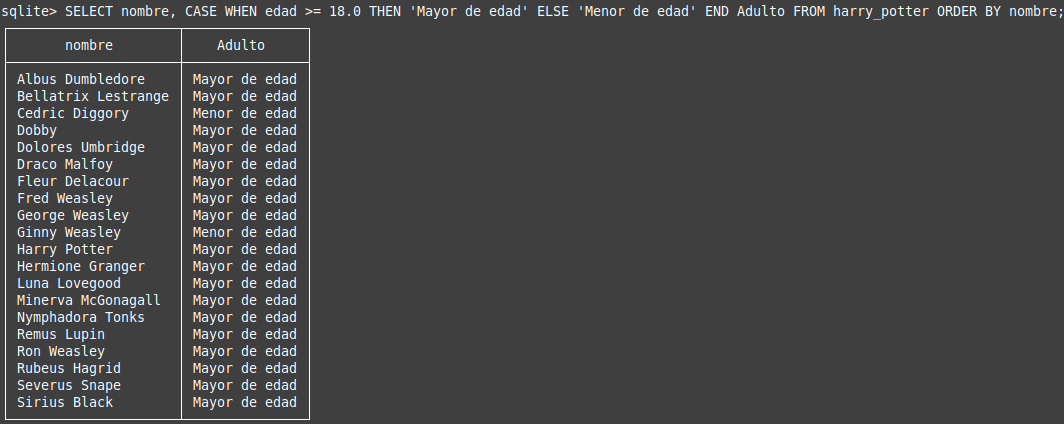 sqlite> SELECT nombre, CASE WHEN edad >= 18.0 THEN 'Mayor de edad' ELSE 'Menor de edad' END Adulto FROM harry_potter ORDER BY nombre;
nombre Adulto
Albus Dumbledore Mayor de edad
Bellatrix Lestrange Mayor de edad
Cedric Diggory Menor de edad
Dobby Mayor de edad
Dolores Umbridge Mayor de edad
Draco Malfoy Mayor de edad
Fleur Delacour Mayor de edad
Fred Weasley Mayor de edad
George Weasley Mayor de edad
Ginny Weasley Menor de edad
Harry Potter Mayor de edad
Hermione Granger Mayor de edad
Luna Lovegood Mayor de edad
Minerva McGonagall Mayor de edad
Nymphadora Tonks Mayor de edad
Remus Lupin Mayor de edad
Ron Weasley Mayor de edad
Rubeus Hagrid Mayor de edad
Severus Snape Mayor de edad
Sirius Black Mayor de edad